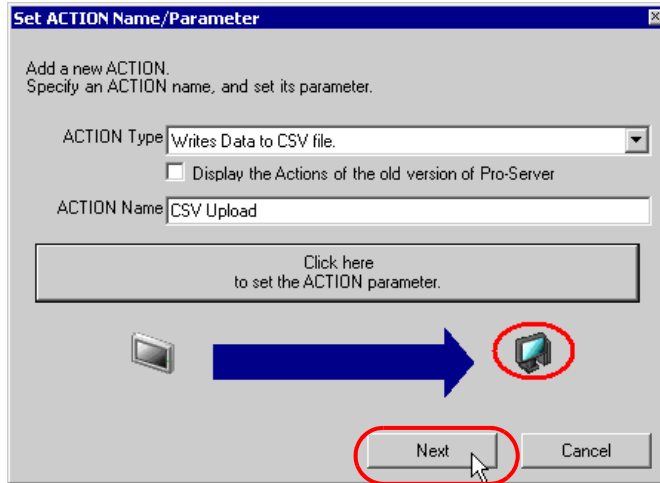 Set ACTION Name/Parameter
Add a new ACTION.
Specify an ACTION name, and set its parameter.
ACTION Type
Writes Data to CSV file.
Display the Actions of the old version of Pro-Server
ACTION Name
CSV Upload
Click here
to set the ACTION parameter.
Next
Cancel